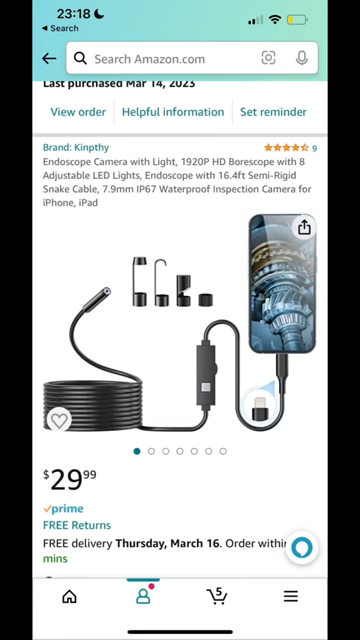 23:18
Search
Search Amazon.com
Last purchased Mar 14, 2023
View order
Helpful information
Set reminder
Brand: Kinpthy
9
Endoscope Camera with Light, 1920P HD Borescope with 8
Adjustable LED Lights, Endoscope with 16.4ft Semi-Rigid
Snake Cable, 7.9mm IP67 Waterproof Inspection Camera for
iPhone, iPad
$29 99
prime
FREE Returns
FREE delivery Thursday, March 16. Order within
mins
5